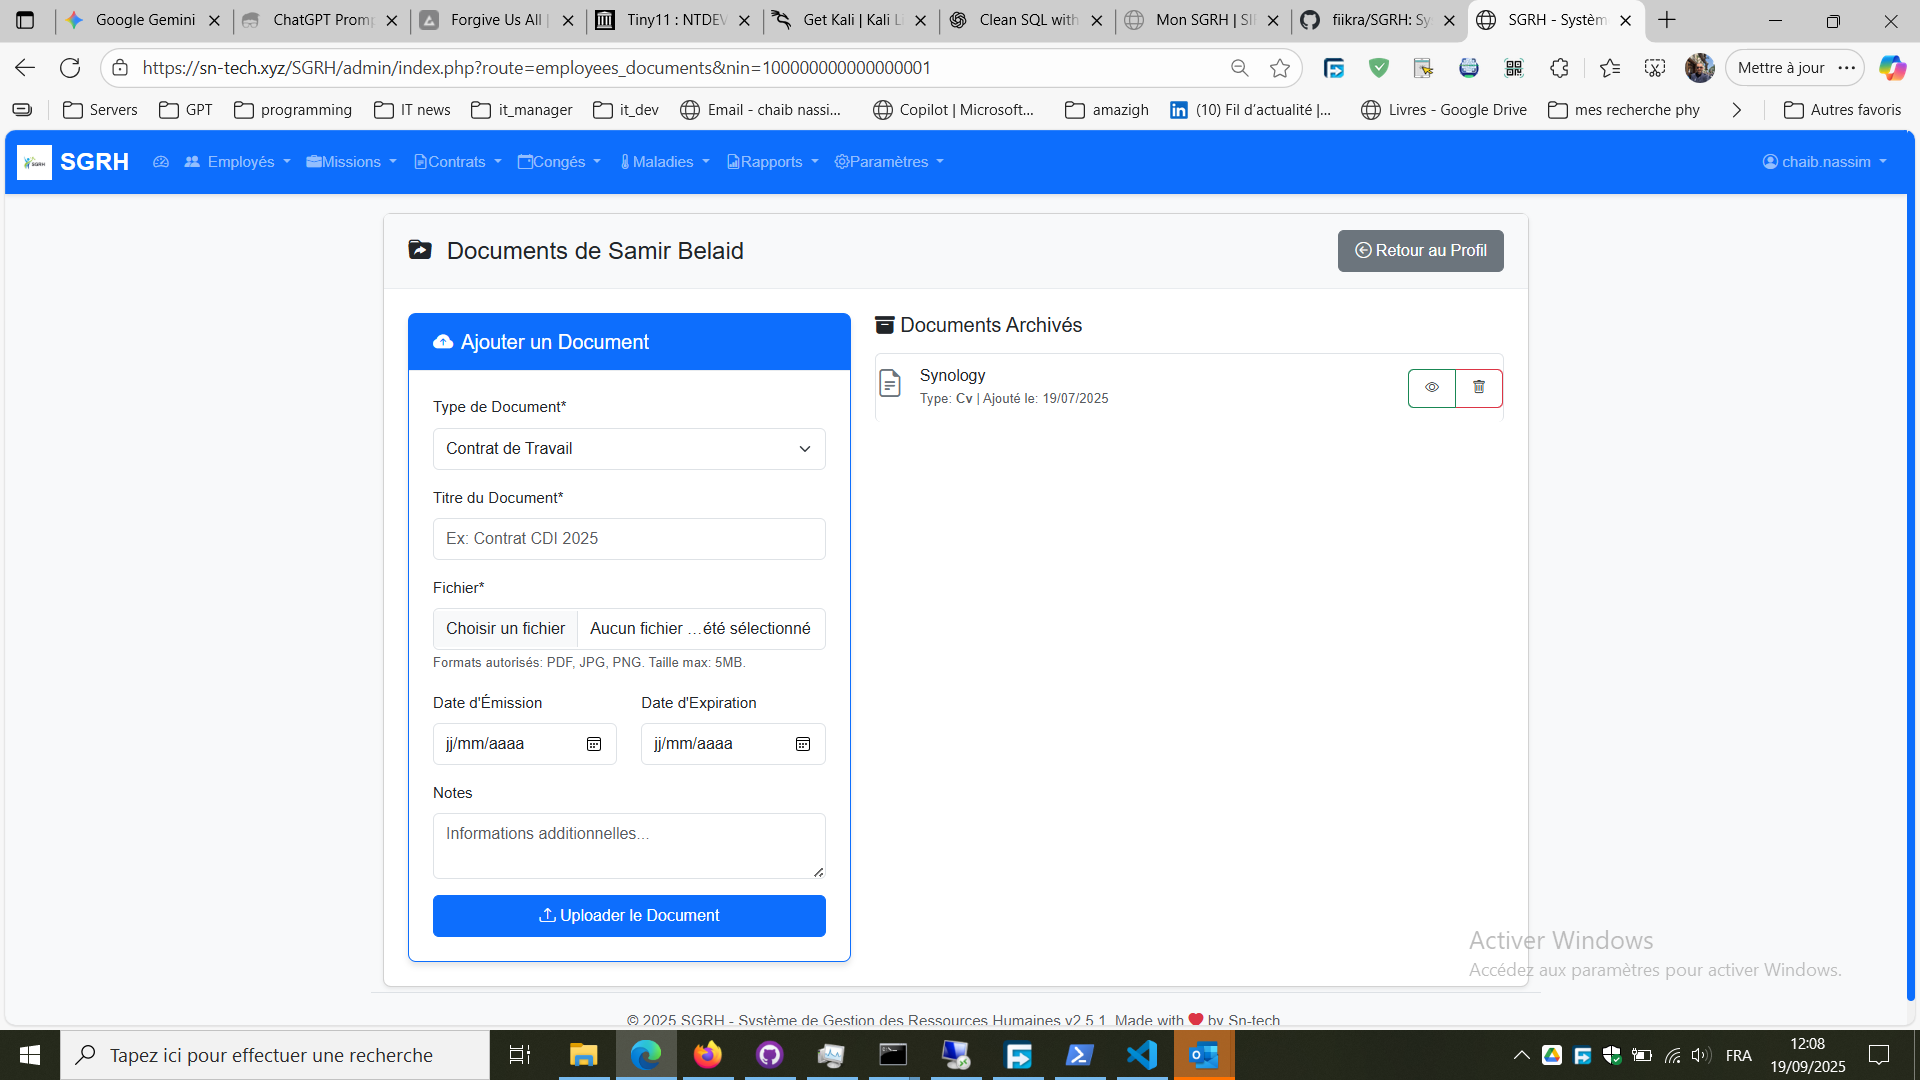 Google Gemini
ChatGPT Promp
Forgive Us All |
Tiny11 : NTDEV
Get Kali | Kali Li
Clean SQL with
Mon SGRH | SII
fiikra/SGRH: Sy
SGRH - Systèm
https://sn-tech.xyz/SGRH/admin/index.php?route=employees_documents&nin=100000000000000001
Mettre à jour
Servers
GPT
programming
IT news
it_manager
it_dev
Email - chaib nassi...
Copilot | Microsoft...
amazigh
(10) Fil d'actualité |...
Livres - Google Drive
mes recherche phy
Autres favoris
SGRH
Employés
Missions
Contrats
Congés
Maladies
Rapports
Paramètres
chaib.nassim
Documents de Samir Belaid
Retour au Profil
Ajouter un Document
Type de Document*
Contrat de Travail
Titre du Document*
Ex: Contrat CDI 2025
Fichier*
Choisir un fichier
Aucun fichier ...été sélectionné
Formats autorisés: PDF, JPG, PNG. Taille max: 5MB.
Date d'Émission
Date d'Expiration
jj/mm/aaaa
jj/mm/aaaa
Notes
Informations additionnelles...
Uploader le Document
Documents Archivés
Synology
Type: Cv | Ajouté le: 19/07/2025
Activer Windows
Accédez aux paramètres pour activer Windows.
© 2025 SGRH - Système de Gestion des Ressources Humaines v2.5.1. Made with ❤ by Sn-tech
Tapez ici pour effectuer une recherche
FRA
12:08
19/09/2025